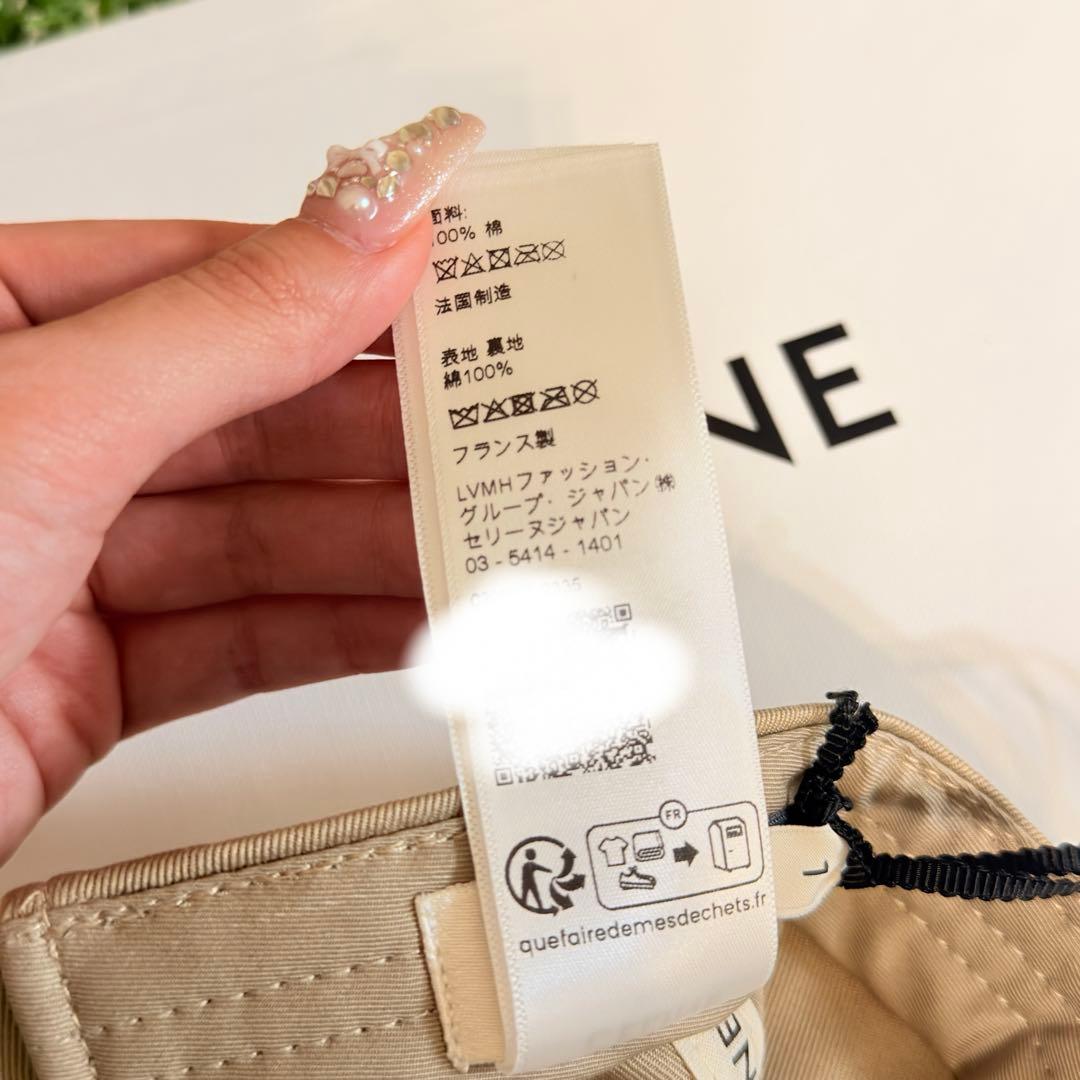 面料:
100% 棉
法国制造
表地 裏地
綿100%
フランス製
LVMHファッション·
グループ· ジャパン㈱
セリーヌジャパン
03 - 5414 - 1401
FR
quefairedemesdechets.fr
L
NE
VE